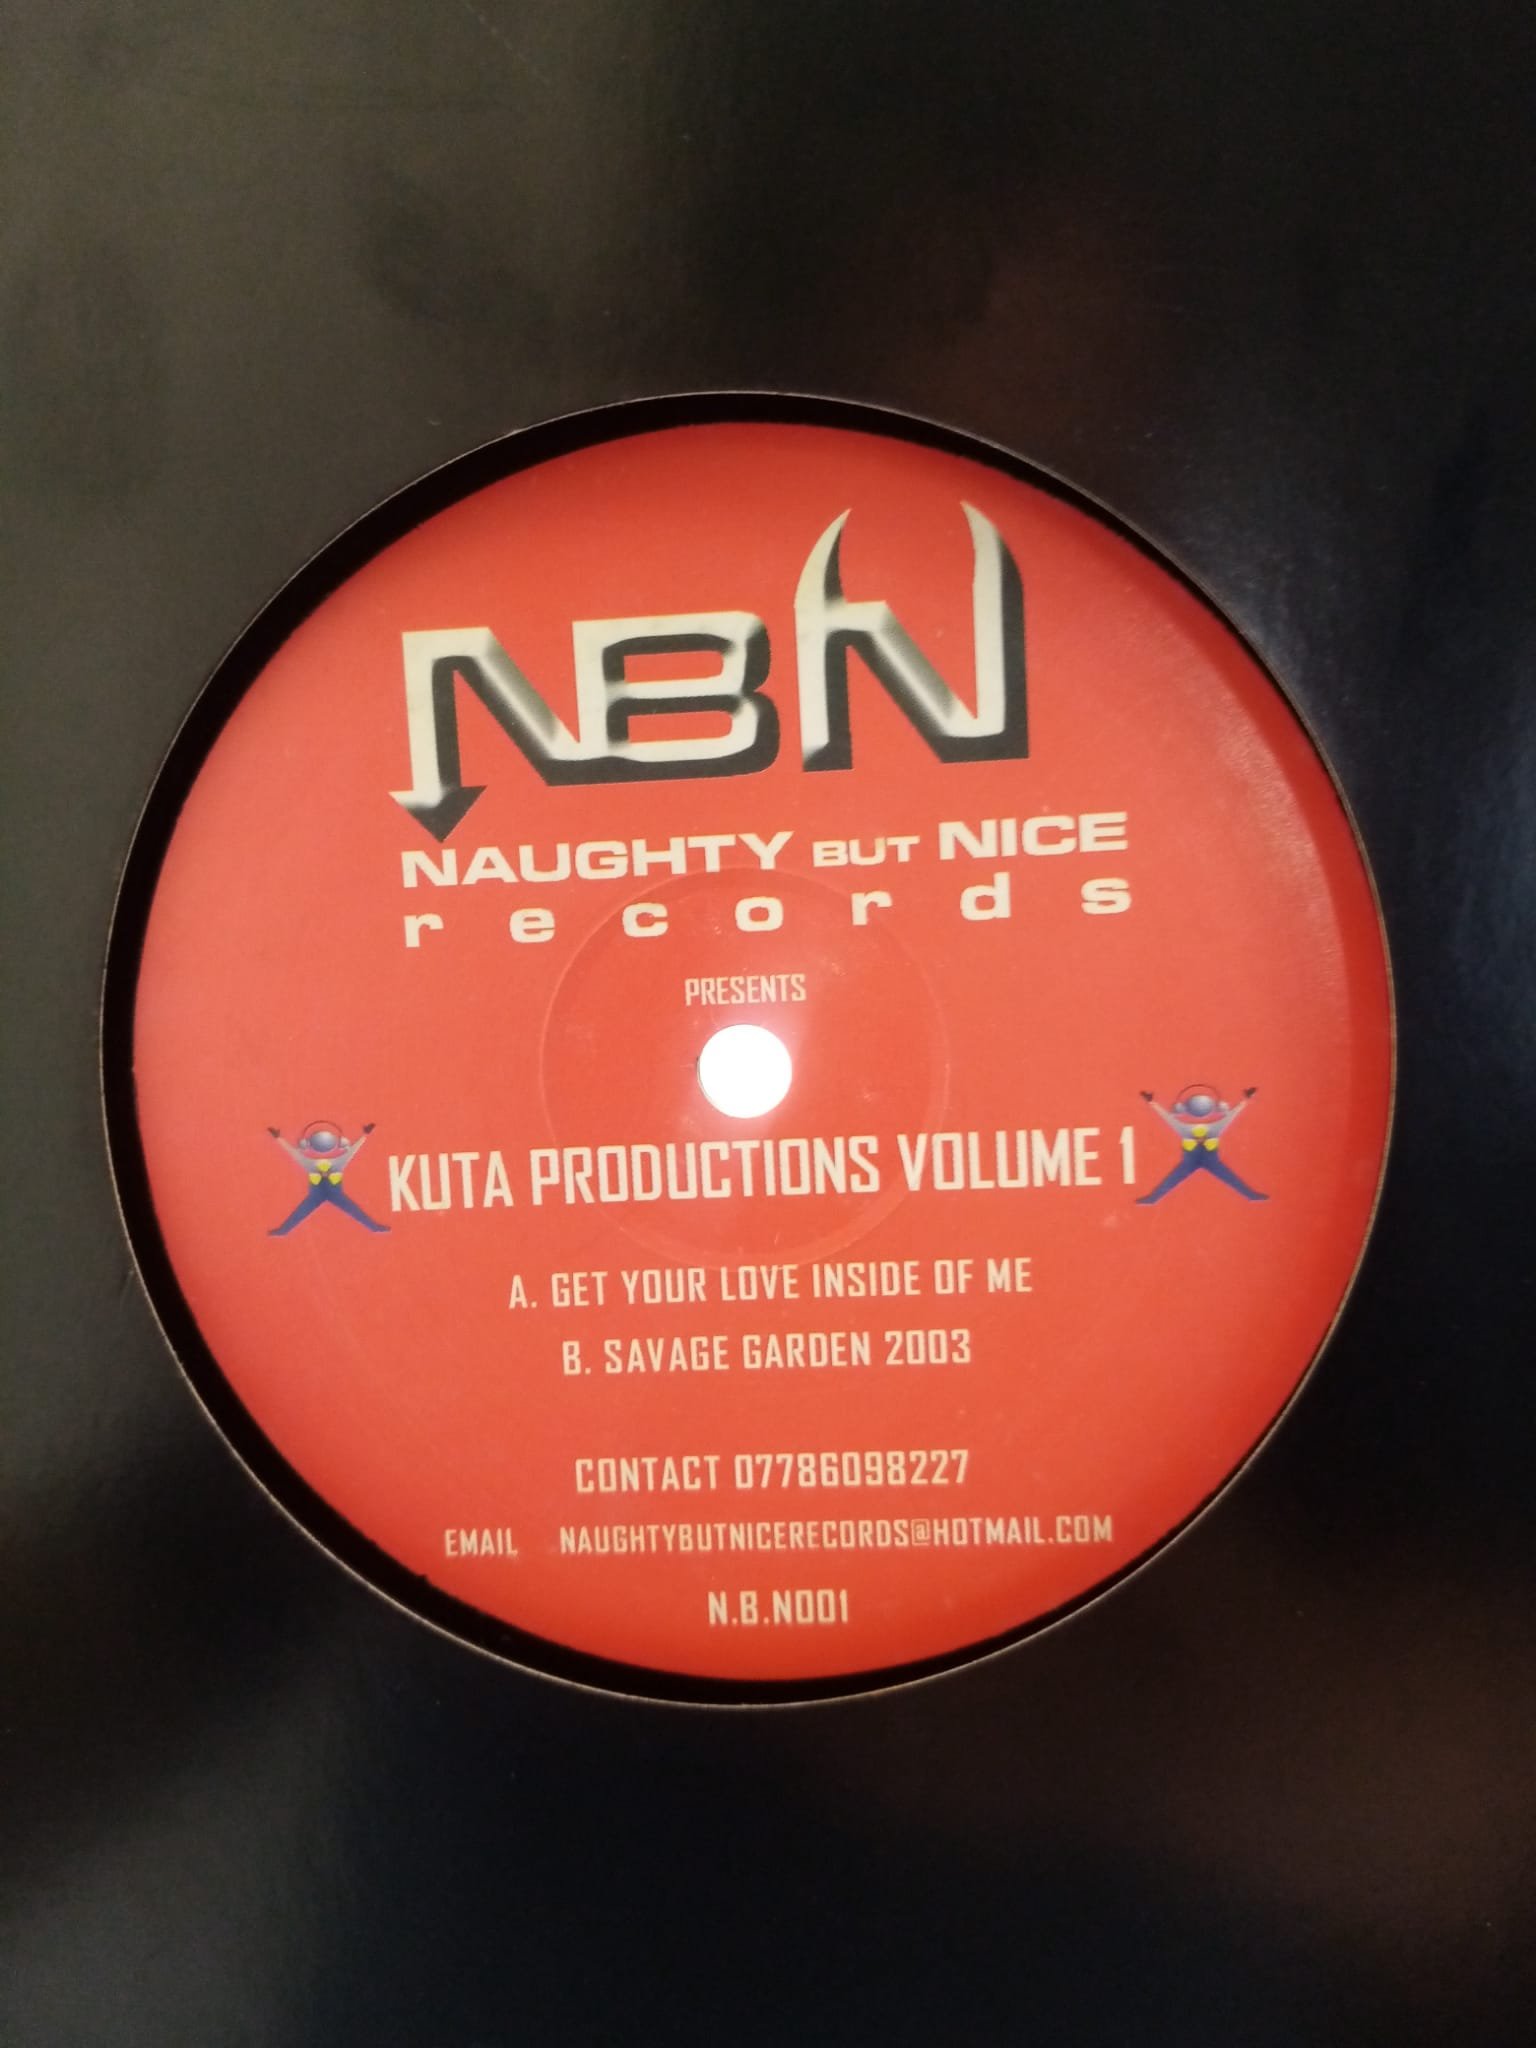 NBN
NAUGHTY BUT NICE
records
PRESENTS
KUTA PRODUCTIONS VOLUME 1
A. GET YOUR LOVE INSIDE OF ME
B. SAVAGE GARDEN 2003
CONTACT 07786098227
EMAIL NAUGHTYBUTNICERECORDS@HOTMAIL.COM
N.B.N001